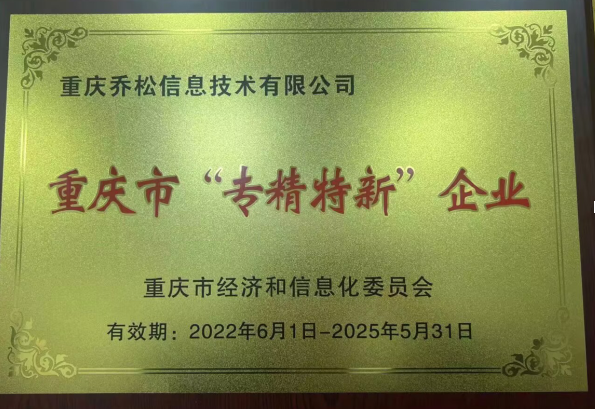 重庆乔松信息技术有限公司
重庆市“专精特新”企业
重庆市经济和信息化委员会
有效期：2022年6月1日-2025年5月31日